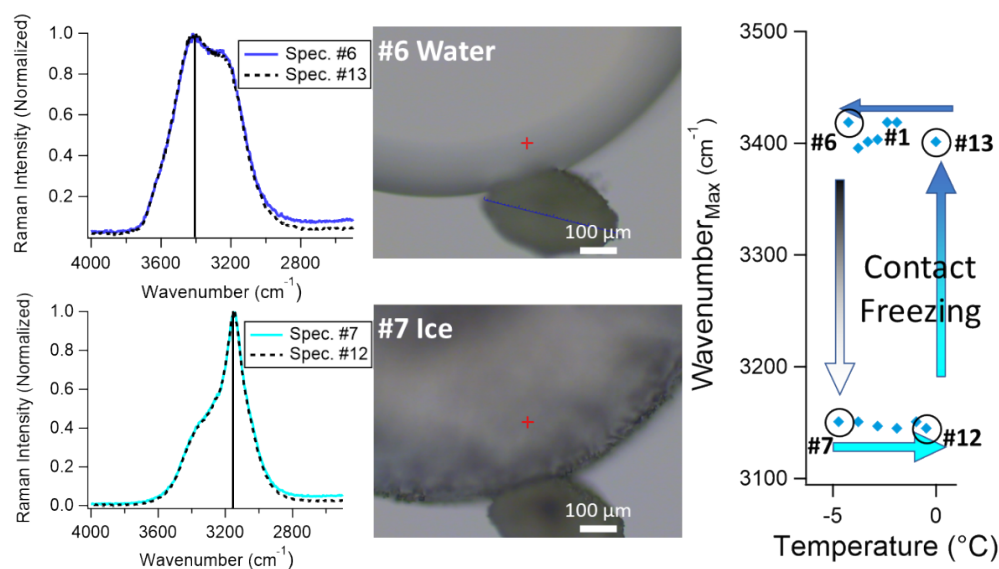 Raman Intensity (Normalized)
1.0
0.8
0.6
0.4
0.2
4000 3600 3200 2800
Wavenumber (cm⁻¹)
Spec. #6
Spec. #13
#6 Water
100 µm
Raman Intensity (Normalized)
1.0
0.8
0.6
0.4
0.2
0.0
4000 3600 3200 2800
Wavenumber (cm⁻¹)
Spec. #7
Spec. #12
#7 Ice
100 µm
WavenumberMax (cm⁻¹)
3500
3400
3300
3200
3100
#6
#1
#13
Contact
Freezing
#7
#12
-5 0
Temperature (°C)